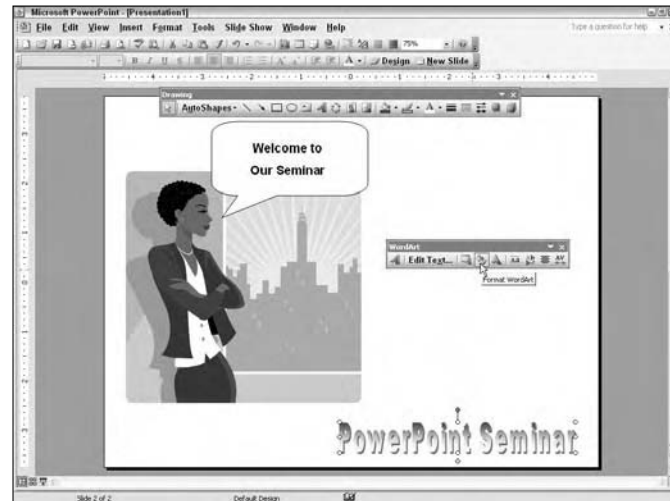 Microsoft PowerPoint - [Presentation1]
File Edit View Insert Format Tools Slide Show Window Help
Type a question for help
75%
Design New Slide
Drawing
AutoShapes
Welcome to
Our Seminar
WordArt
Edit Text...
Format WordArt
PowerPoint Seminar
Slide 2 of 2 Default Design